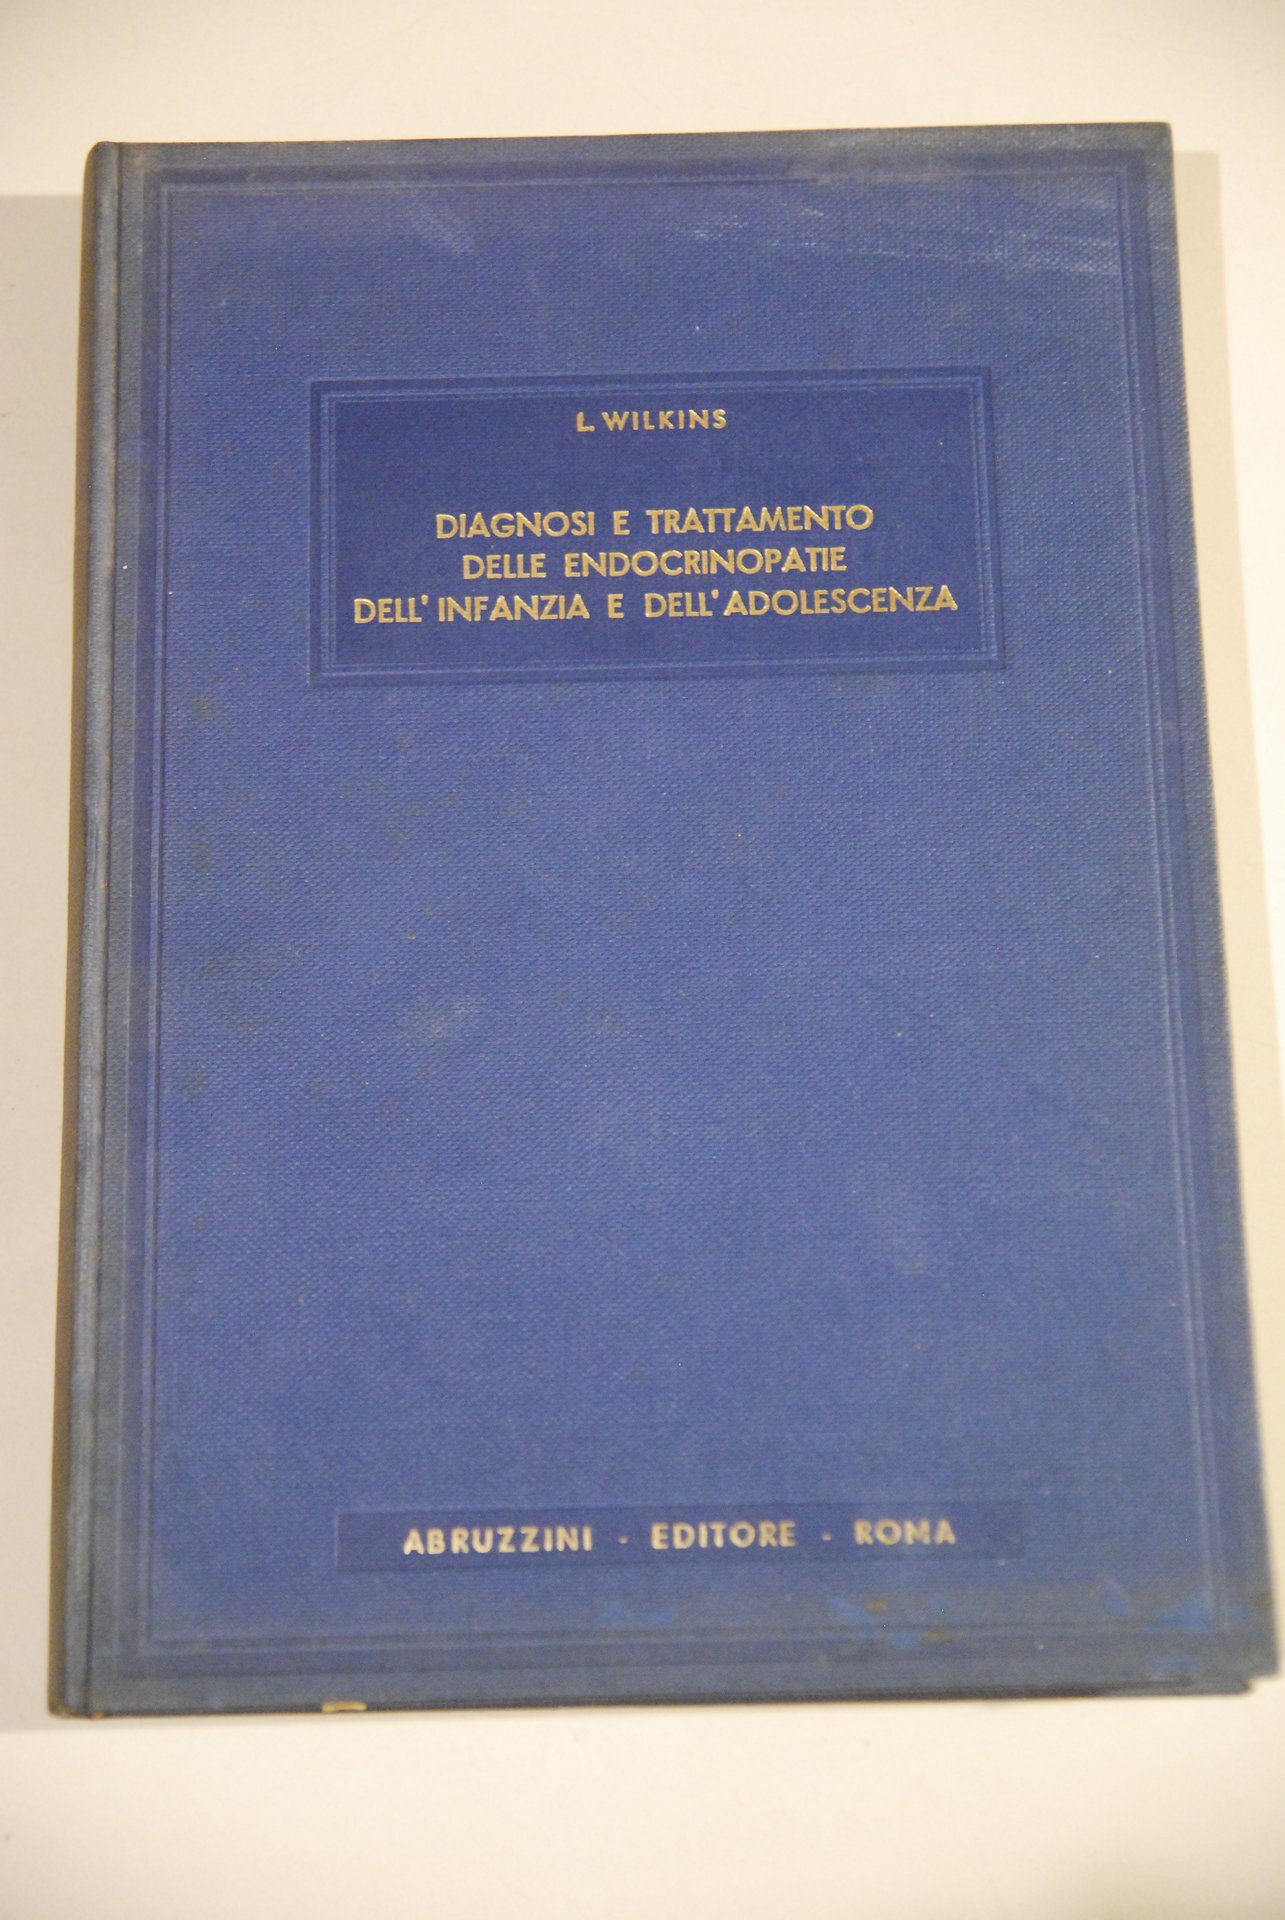 L. WILKINS
DIAGNOSI E TRATTAMENTO
DELLE ENDOCRINOPATIE
DELL' INFANZIA E DELL'ADOLESCENZA
ABRUZZINI - EDITORE - ROMA